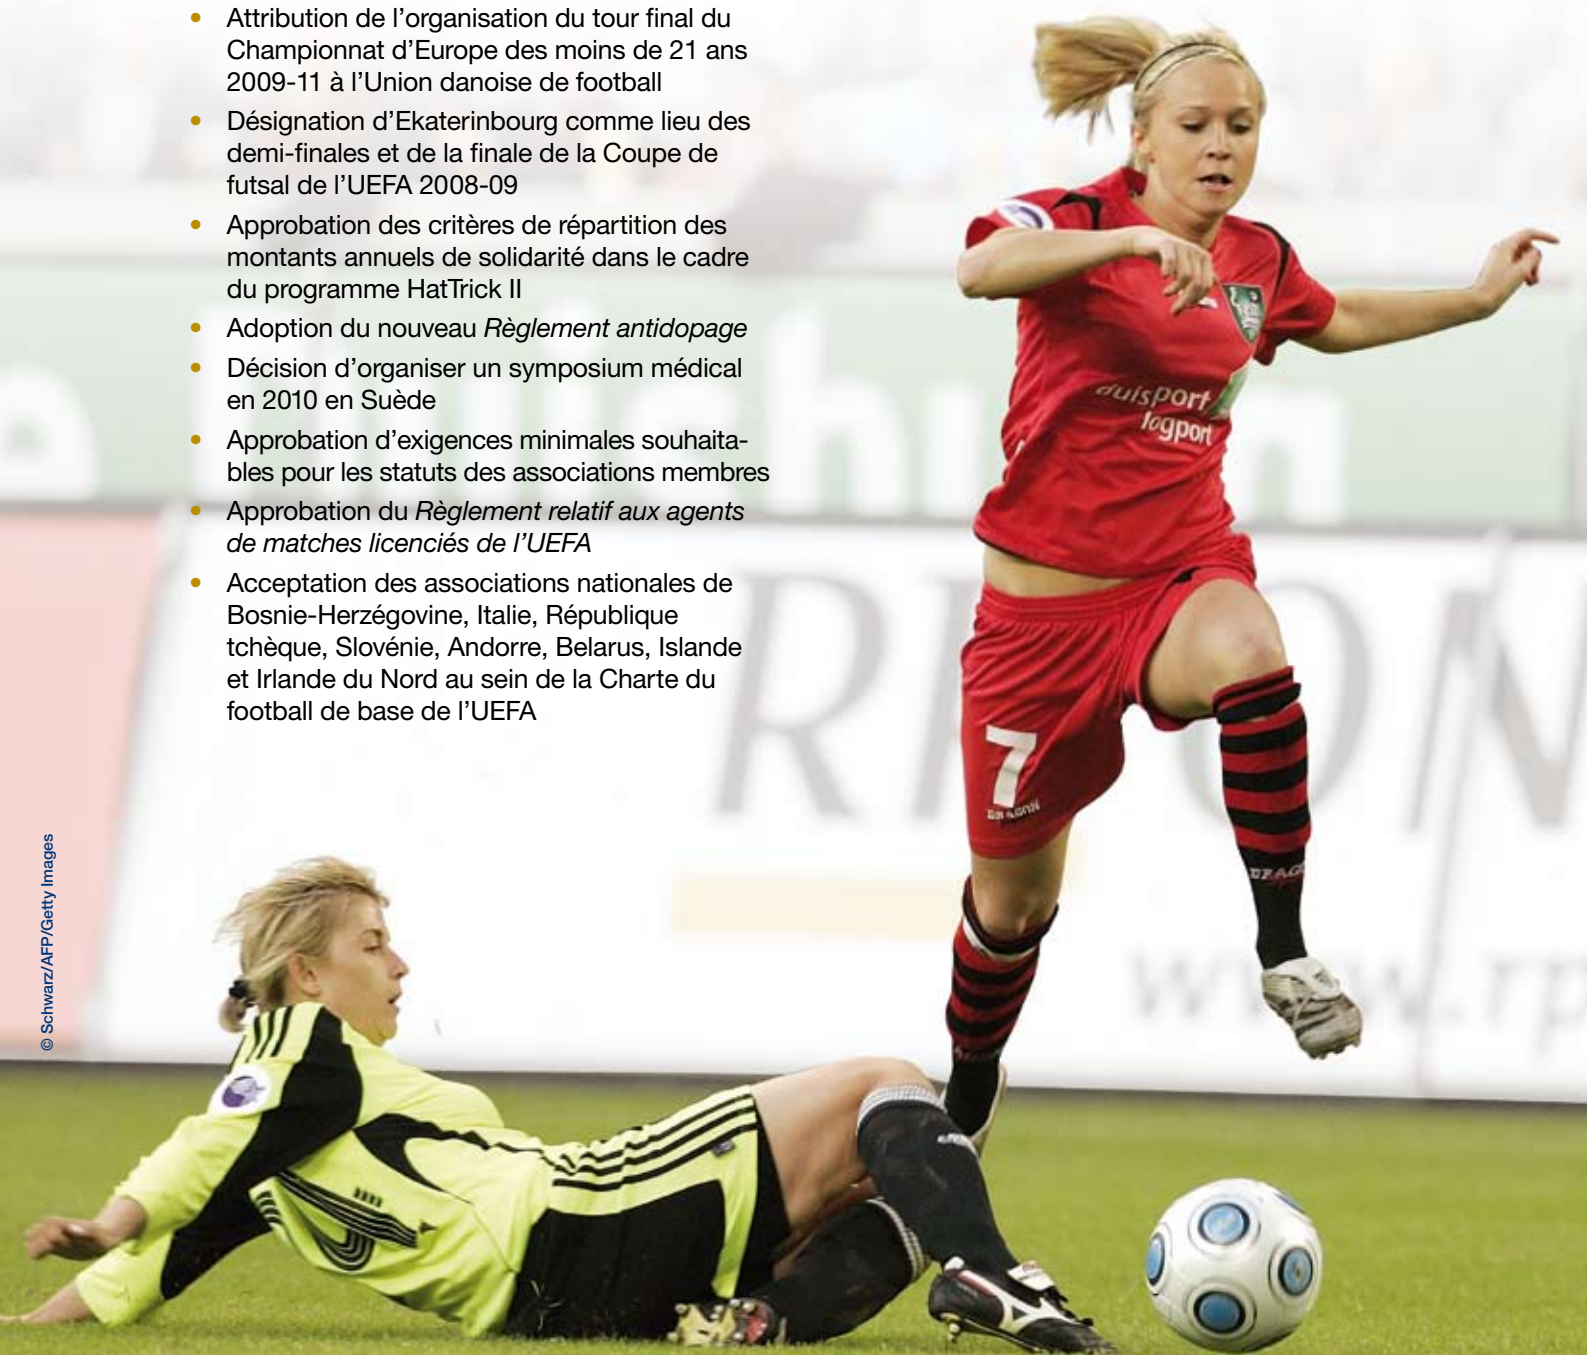 • Attribution de l’organisation du tour final du
Championnat d’Europe des moins de 21 ans
2009-11 à l’Union danoise de football
• Désignation d’Ekaterinbourg comme lieu des
demi-finales et de la finale de la Coupe de
futsal de l’UEFA 2008-09
• Approbation des critères de répartition des
montants annuels de solidarité dans le cadre
du programme HatTrick II
• Adoption du nouveau Règlement antidopage
• Décision d’organiser un symposium médical
en 2010 en Suède
• Approbation d’exigences minimales souhaita-
bles pour les statuts des associations membres
• Approbation du Règlement relatif aux agents
de matches licenciés de l’UEFA
• Acceptation des associations nationales de
Bosnie-Herzégovine, Italie, République
tchèque, Slovénie, Andorre, Belarus, Islande
et Irlande du Nord au sein de la Charte du
football de base de l’UEFA
duisport
logport
7
© Schwarz/AFP/Getty Images